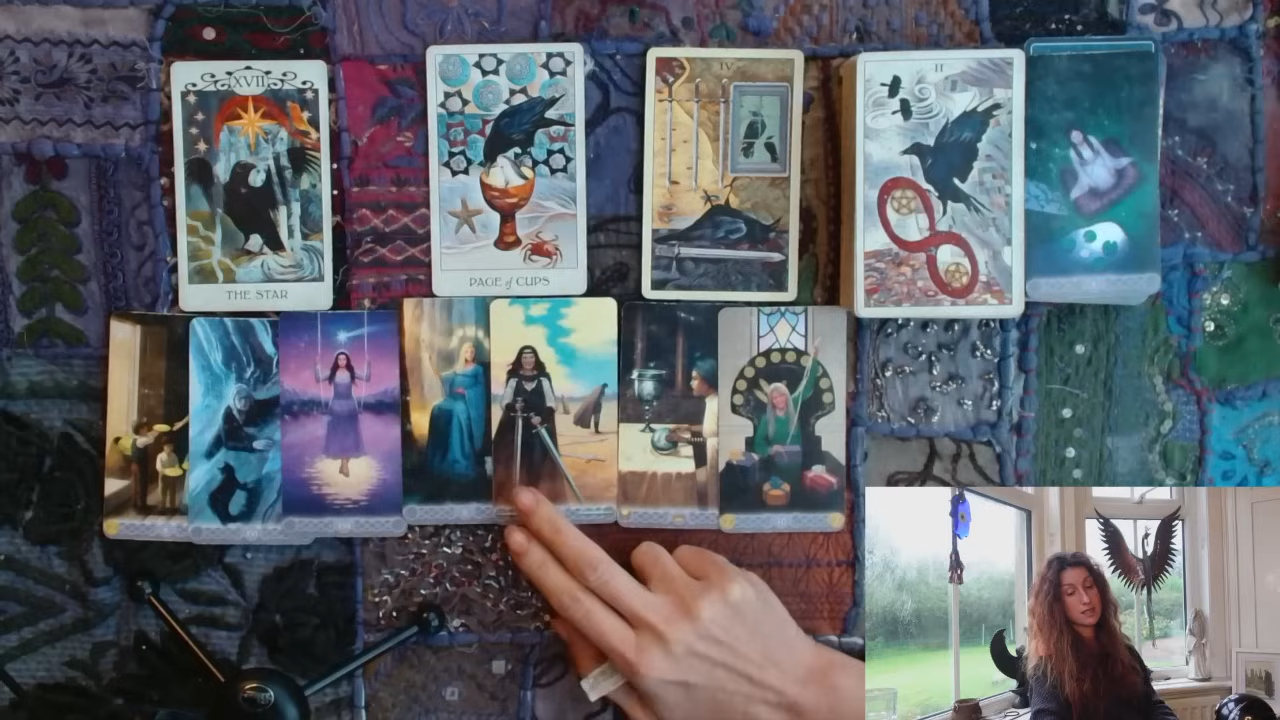 XVII
THE STAR
PAGE of CUPS
IV
II